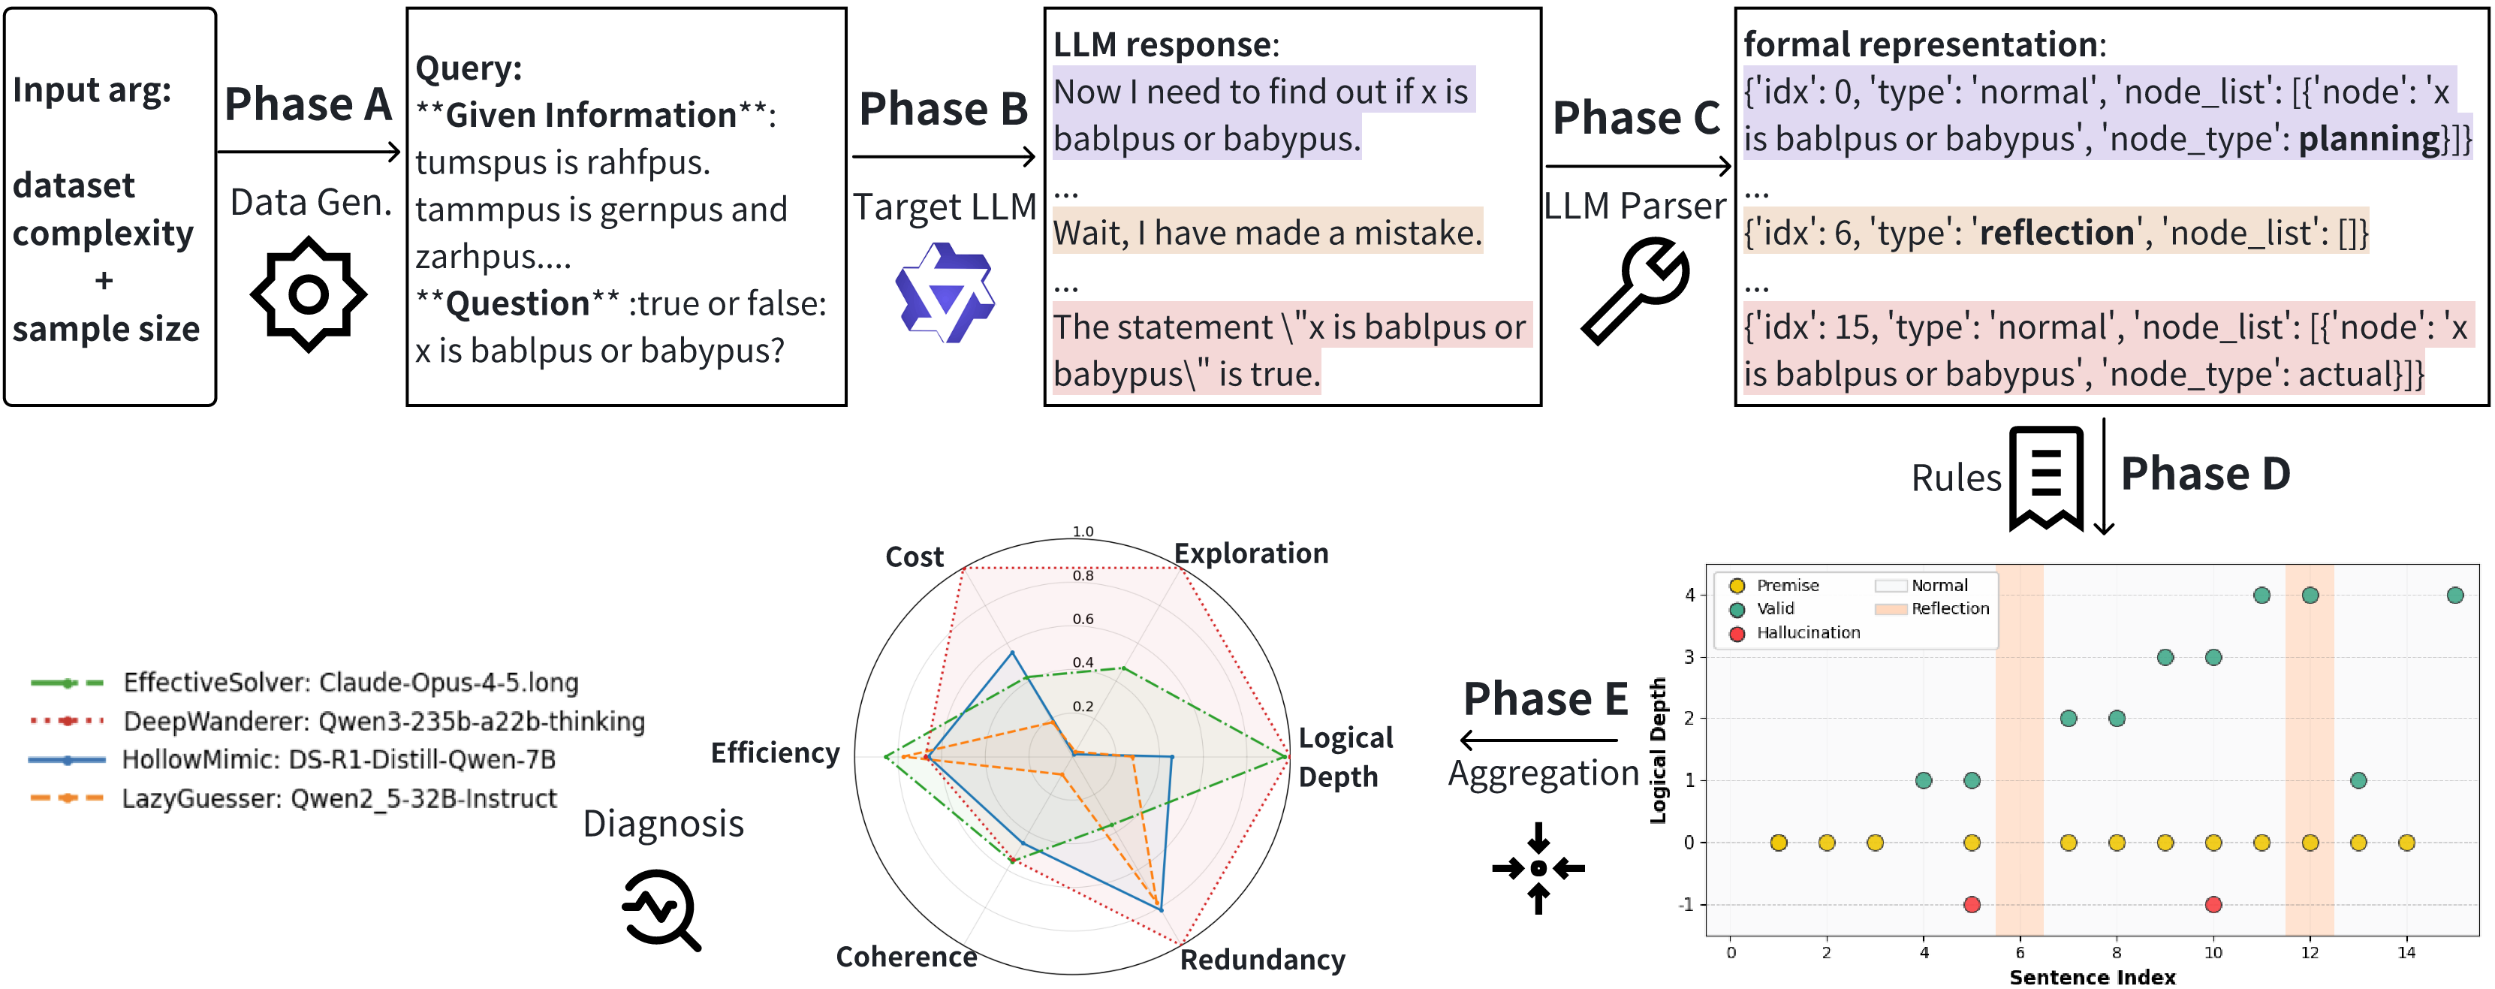 Input arg:
dataset
complexity
+
sample size
Phase A
Data Gen.
Query:
**Given Information**:
tumspus is rahfpus.
tammpus is gernpus and
zarhpus....
**Question** :true or false:
x is bablpus or babypus?
Phase B
Target LLM
LLM response:
Now I need to find out if x is
bablpus or babypus.
...
Wait, I have made a mistake.
...
The statement \"x is bablpus or
babypus\" is true.
Phase C
LLM Parser
formal representation:
{'idx': 0, 'type': 'normal', 'node_list': [{'node': 'x
is bablpus or babypus', 'node_type': planning}]}
...
{'idx': 6, 'type': 'reflection', 'node_list': []}
...
{'idx': 15, 'type': 'normal', 'node_list': [{'node': 'x
is bablpus or babypus', 'node_type': actual}]}
Rules
Phase D
Premise
Valid
Hallucination
Normal
Reflection
Logical Depth
4
3
2
1
0
-1
0 2 4 6 8 10 12 14
Sentence Index
Phase E
Aggregation
1.0
0.8
0.6
0.4
0.2
Cost
Exploration
Efficiency
Logical
Depth
Coherence
Redundancy
EffectiveSolver: Claude-Opus-4-5.long
DeepWanderer: Qwen3-235b-a22b-thinking
HollowMimic: DS-R1-Distill-Qwen-7B
LazyGuesser: Qwen2_5-32B-Instruct
Diagnosis